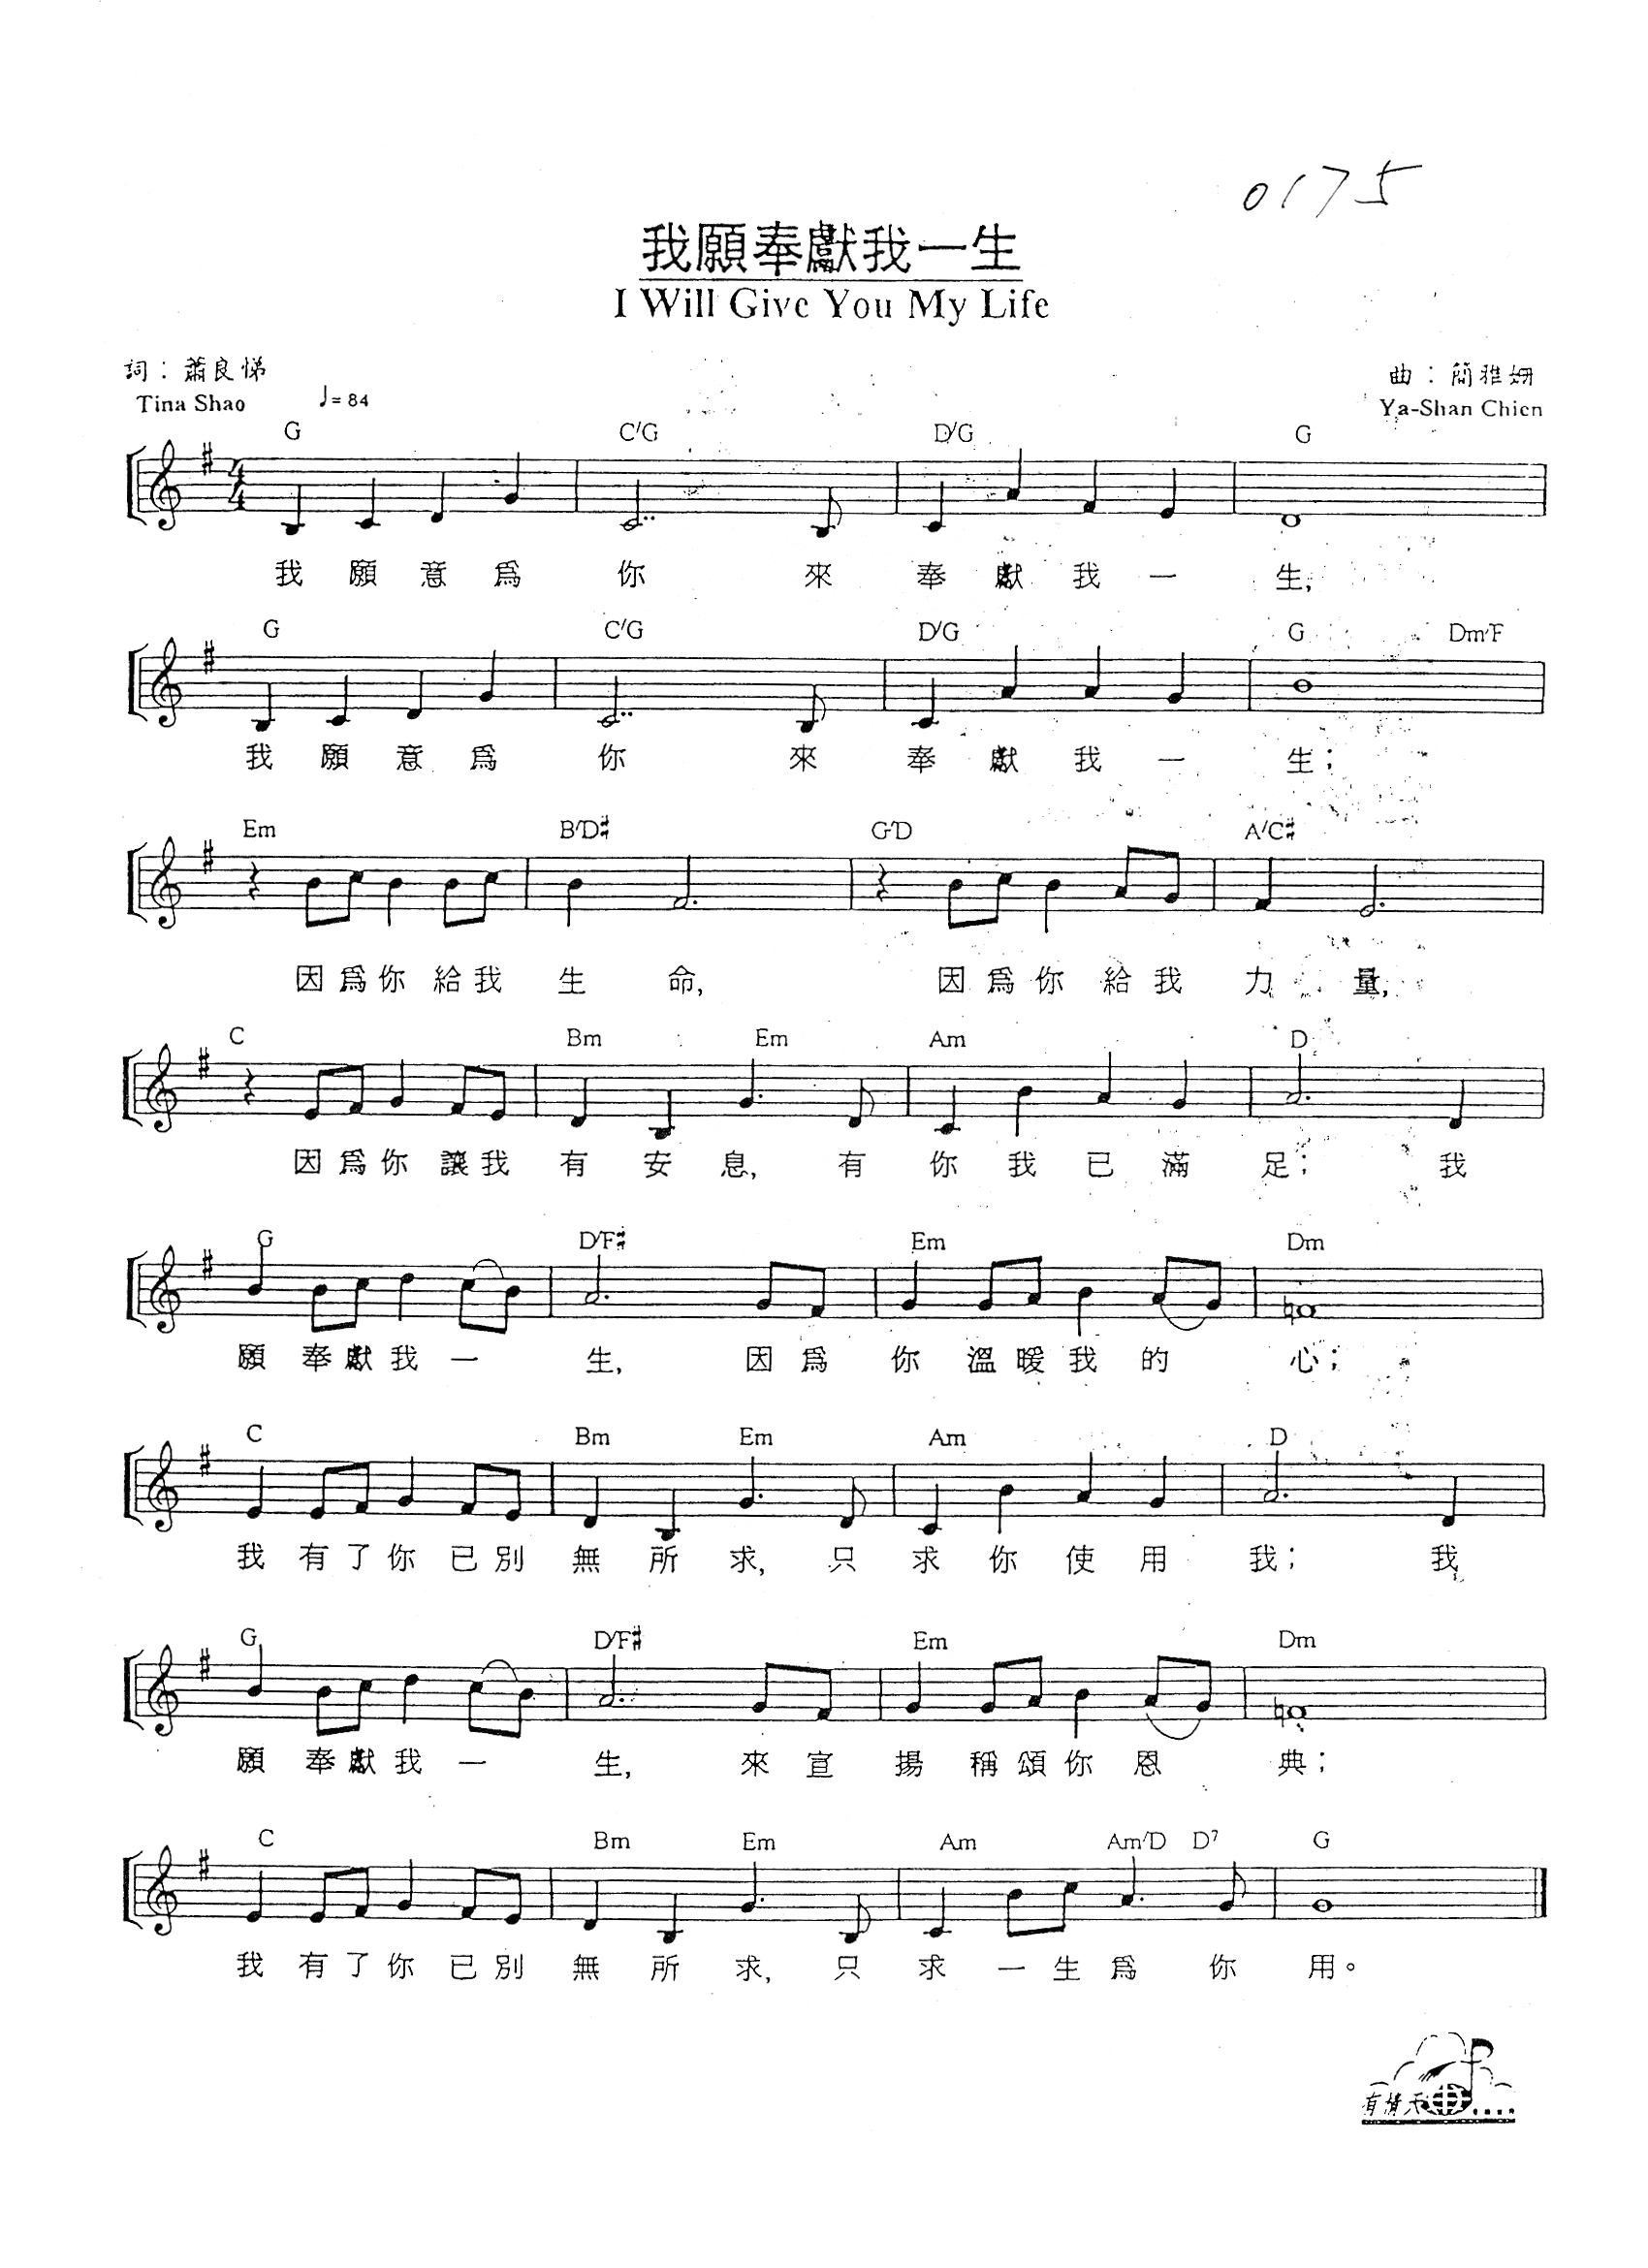 0175
我願奉獻我一生
I Will Give You My Life
詞：蕭良悌
曲：簡雅姍
Tina Shao ♩= 84
Ya-Shan Chien
G C/G D/G G
我 願 意 爲 你 來 奉 獻 我 一 生,
G C/G D/G G Dm/F
我 願 意 爲 你 來 奉 獻 我 一 生；
Em B/D# G/D A/C#
因 爲 你 給 我 生 命, 因 爲 你 給 我 力 量,
C Bm Em Am D
因 爲 你 讓 我 有 安 息, 有 你 我 已 滿 足； 我
G D/F# Em Dm
願 奉 獻 我 一 生, 因 爲 你 溫 暖 我 的 心；
C Bm Em Am D
我 有 了 你 已 別 無 所 求, 只 求 你 使 用 我； 我
G D/F# Em Dm
願 奉 獻 我 一 生, 來 宣 揚 稱 頌 你 恩 典；
C Bm Em Am Am/D D7 G
我 有 了 你 已 別 無 所 求, 只 求 一 生 爲 你 用。
有情天